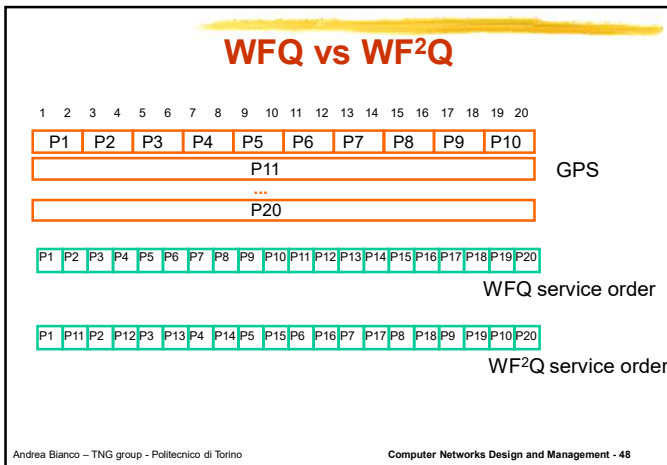 WFQ vs WF²Q
1 2 3 4 5 6 7 8 9 10 11 12 13 14 15 16 17 18 19 20
P1 P2 P3 P4 P5 P6 P7 P8 P9 P10
P11
GPS
...
P20
P1 P2 P3 P4 P5 P6 P7 P8 P9 P10 P11 P12 P13 P14 P15 P16 P17 P18 P19 P20
WFQ service order
P1 P11 P2 P12 P3 P13 P4 P14 P5 P15 P6 P16 P7 P17 P8 P18 P9 P19 P10 P20
WF²Q service order
Andrea Bianco – TNG group - Politecnico di Torino
Computer Networks Design and Management - 48